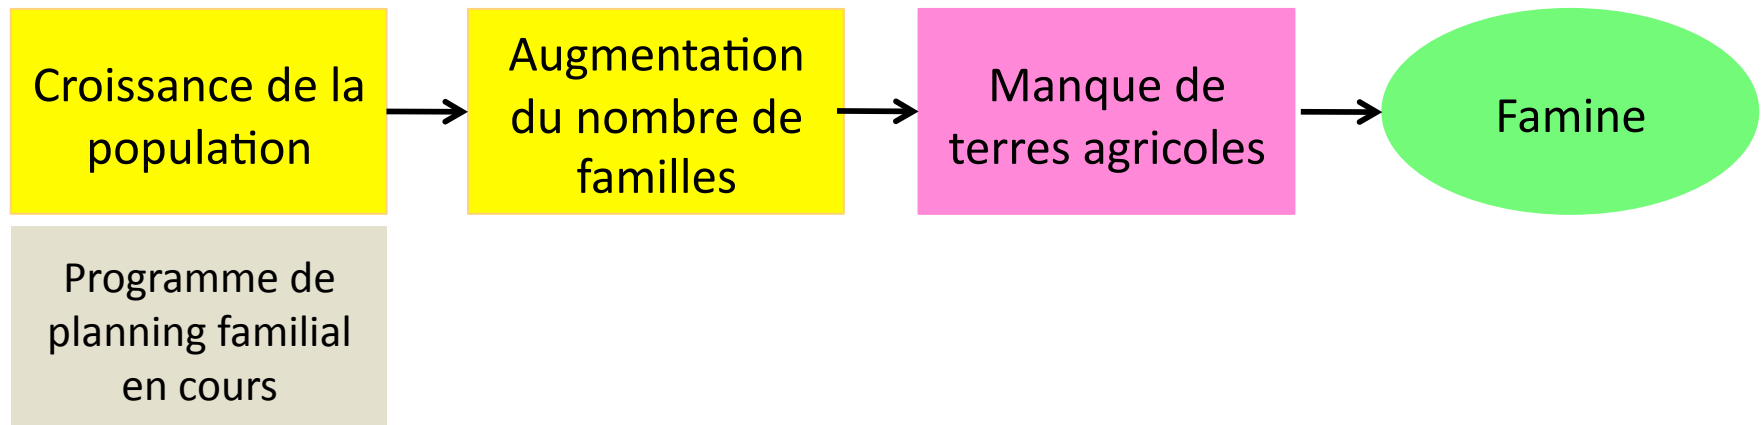 Croissance de la
population
Augmentation
du nombre de
familles
Manque de
terres agricoles
Famine
Programme de
planning familial
en cours